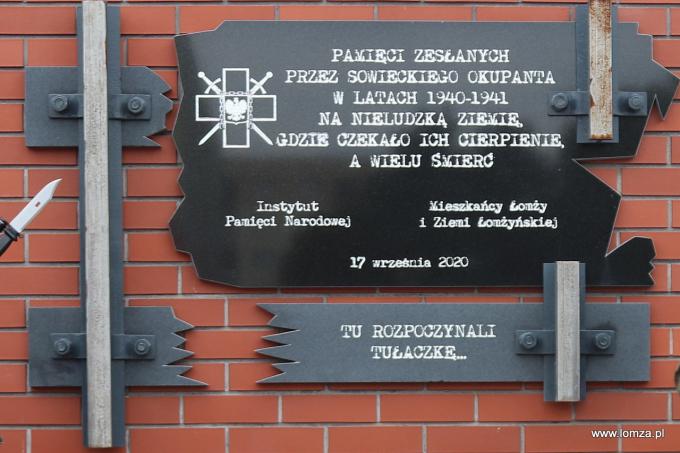 PAMIĘCI ZESŁANYCH
PRZEZ SOWIECKIEGO OKUPANTA
W LATACH 1940-1941
NA NIELUDZKĄ ZIEMIĘ,
GDZIE CZEKAŁO ICH CIERPIENIE,
A WIELU ŚMIERĆ
Instytut
Pamięci Narodowej
Mieszkańcy Łomży
i Ziemi Łomżyńskiej
17 września 2020
TU ROZPOCZYNALI
TUŁACZKĘ...
www.lomza.pl